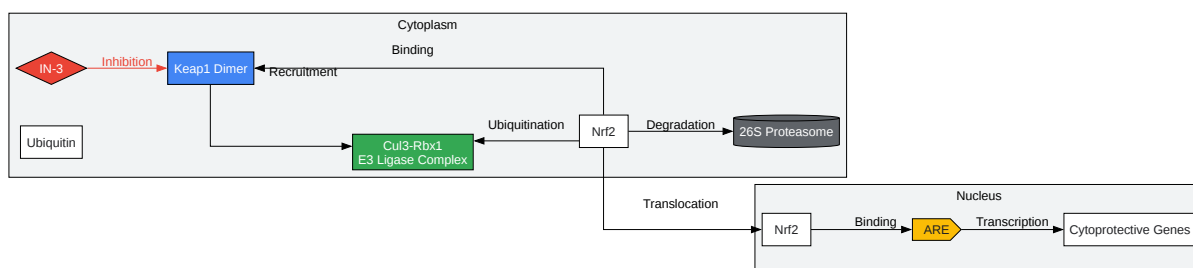 Cytoplasm
Binding
IN-3
Inhibition
Keap1 Dimer
Recruitment
Ubiquitin
Ubiquitination
Nrf2
Degradation
26S Proteasome
Cul3-Rbx1
E3 Ligase Complex
Translocation
Nucleus
Nrf2
Binding
ARE
Transcription
Cytoprotective Genes